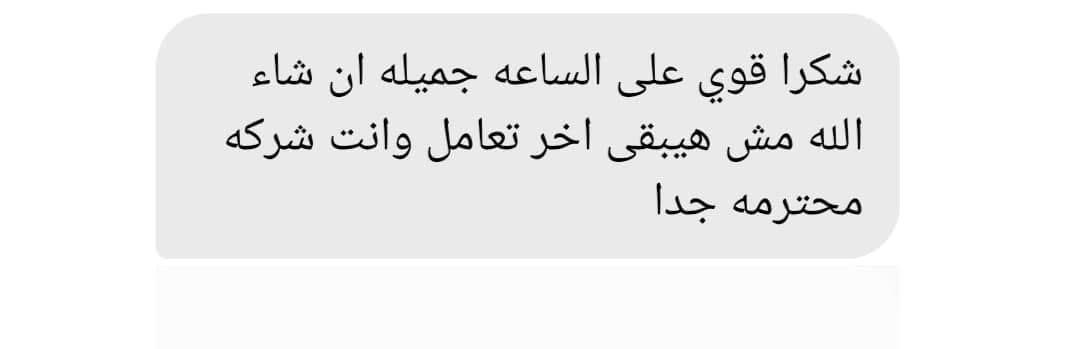 شكرا قوي على الساعه جميله ان شاء
الله مش هيبقى اخر تعامل وانت شركه
محترمه جدا